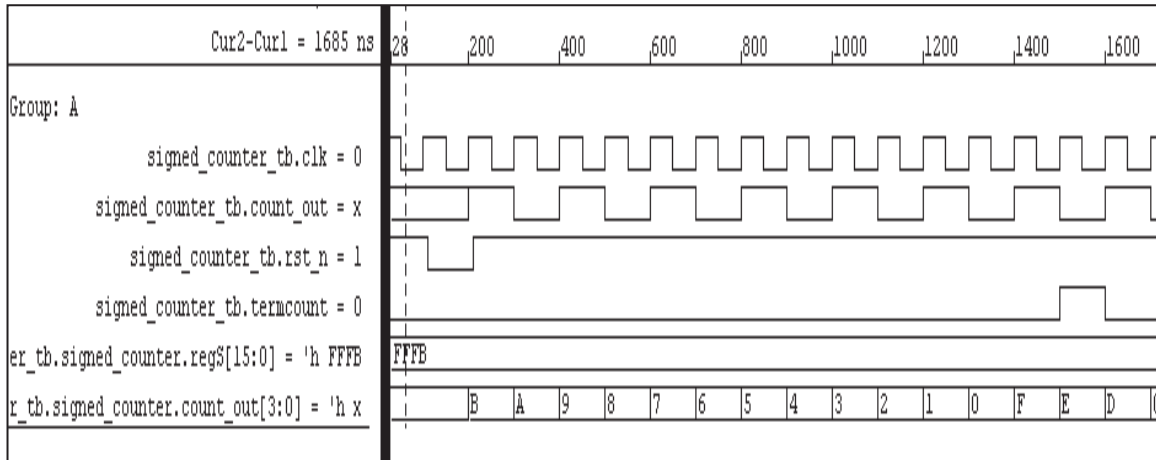 Cur2-Cur1 = 1685 ns
28 200 400 600 800 1000 1200 1400 1600
Group: A
signed_counter_tb.clk = 0
signed_counter_tb.count_out = x
signed_counter_tb.rst_n = 1
signed_counter_tb.termcount = 0
er_tb.signed_counter.regS[15:0] = 'h FFFB FFFB
r_tb.signed_counter.count_out[3:0] = 'h x B A 9 8 7 6 5 4 3 2 1 0 F E D